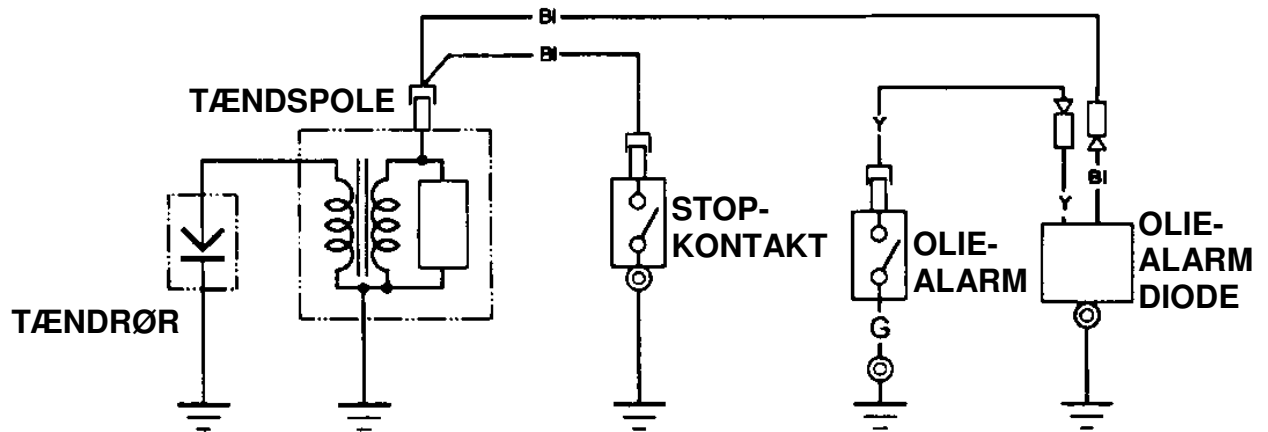 Bl
Bl
TÆNDSPOLE
Y
Y
Bl
STOP-
KONTAKT
OLIE-
ALARM
OLIE-
ALARM
DIODE
TÆNDRØR
G